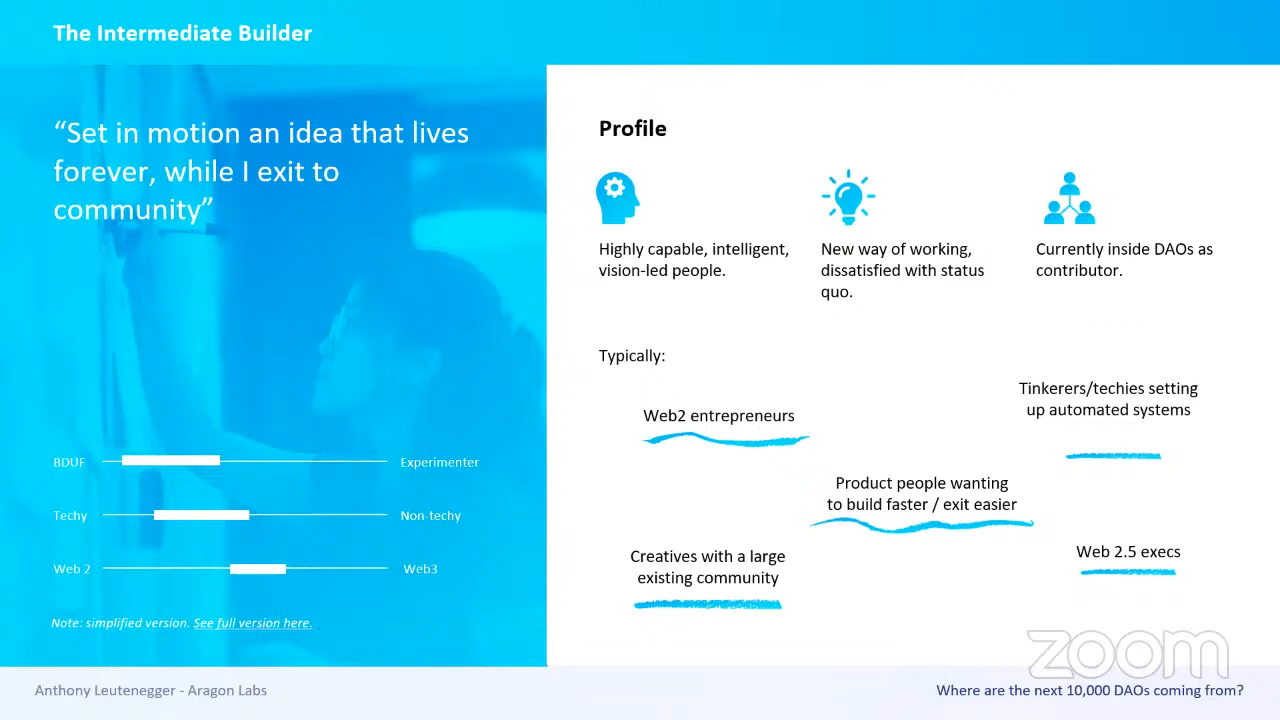 The Intermediate Builder
“Set in motion an idea that lives
forever, while I exit to
community”
BDUF
Experimenter
Techy
Non-techy
Web 2
Web3
Note: simplified version. See full version here.
Profile
Highly capable, intelligent,
vision-led people.
New way of working,
dissatisfied with status
quo.
Currently inside DAOs as
contributor.
Typically:
Web2 entrepreneurs
Tinkerers/techies setting
up automated systems
Product people wanting
to build faster / exit easier
Creatives with a large
existing community
Web 2.5 execs
zoom
Anthony Leutenegger - Aragon Labs
Where are the next 10,000 DAOs coming from?